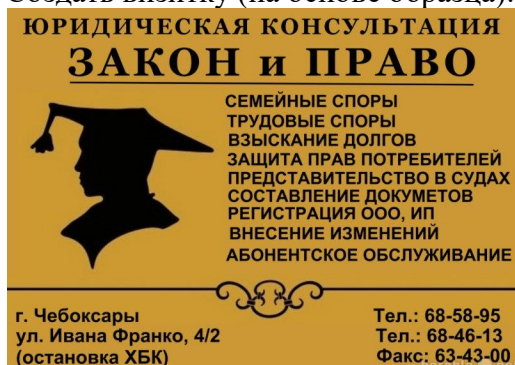 Создать визитку (на основе образца).
ЮРИДИЧЕСКАЯ КОНСУЛЬТАЦИЯ
ЗАКОН и ПРАВО
СЕМЕЙНЫЕ СПОРЫ
ТРУДОВЫЕ СПОРЫ
ВЗЫСКАНИЕ ДОЛГОВ
ЗАЩИТА ПРАВ ПОТРЕБИТЕЛЕЙ
ПРЕДСТАВИТЕЛЬСТВО В СУДАХ
СОСТАВЛЕНИЕ ДОКУМЕТОВ
РЕГИСТРАЦИЯ ООО, ИП
ВНЕСЕНИЕ ИЗМЕНЕНИЙ
АБОНЕНТСКОЕ ОБСЛУЖИВАНИЕ
г. Чебоксары
ул. Ивана Франко, 4/2
(остановка ХБК)
Тел.: 68-58-95
Тел.: 68-46-13
Факс: 63-43-00